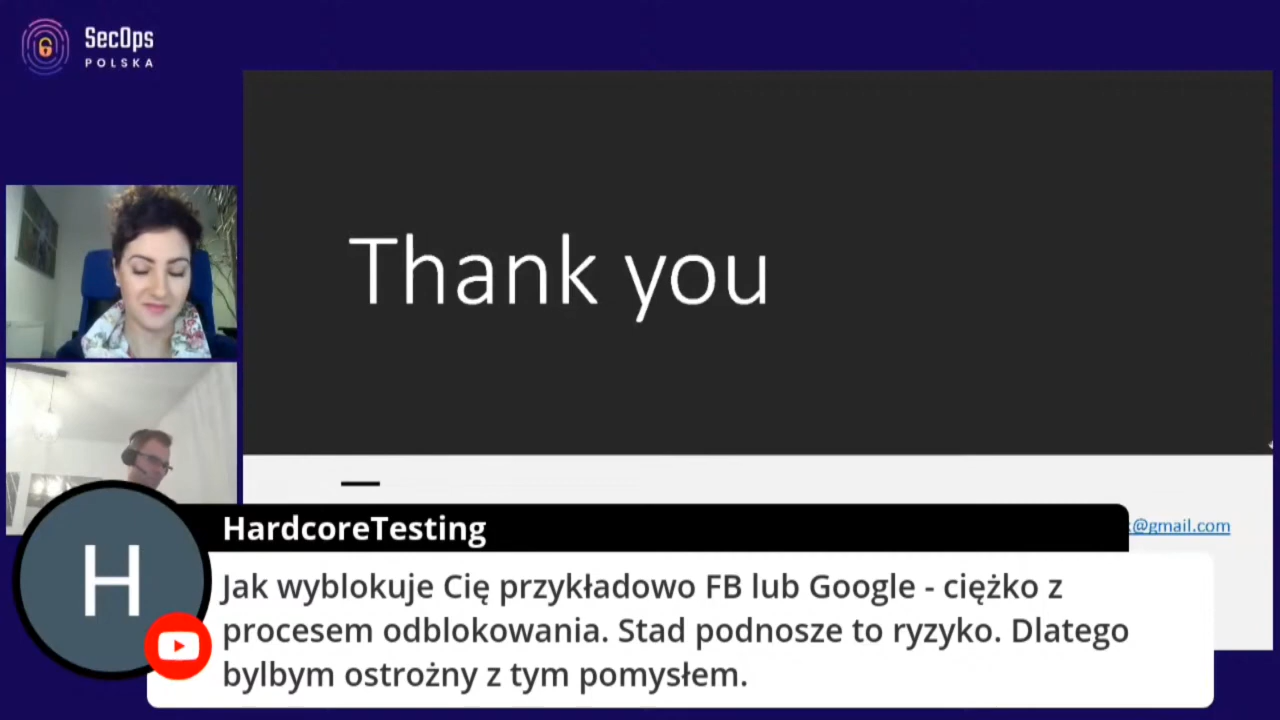 SecOps
POLSKA
Thank you
@gmail.com
H
HardcoreTesting
Jak wyblokuje Cię przykładowo FB lub Google - ciężko z
procesem odblokowania. Stad podnosze to ryzyko. Dlatego
bylbym ostrożny z tym pomysłem.